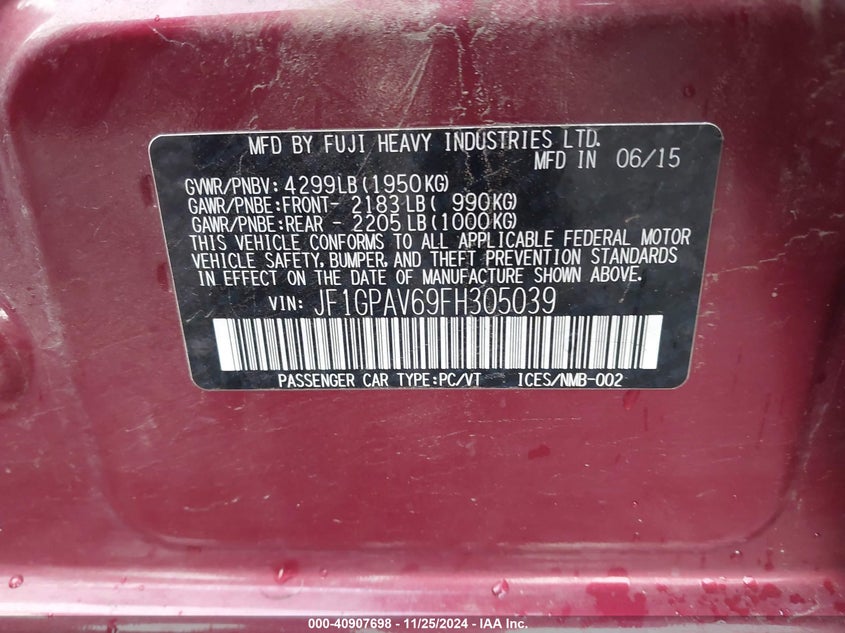 MFD BY FUJI HEAVY INDUSTRIES LTD.
MFD IN 06/15
GVWR/PNBV: 4299LB (1950KG)
GAWR/PNBE:FRONT- 2183LB ( 990KG)
GAWR/PNBE:REAR - 2205LB (1000KG)
THIS VEHICLE CONFORMS TO ALL APPLICABLE FEDERAL MOTOR
VEHICLE SAFETY, BUMPER, AND THEFT PREVENTION STANDARDS
IN EFFECT ON THE DATE OF MANUFACTURE SHOWN ABOVE.
VIN: JF1GPAV69FH305039
PASSENGER CAR TYPE:PC/VT ICES/NMB-002
000-40907698 - 11/25/2024 - IAA Inc.